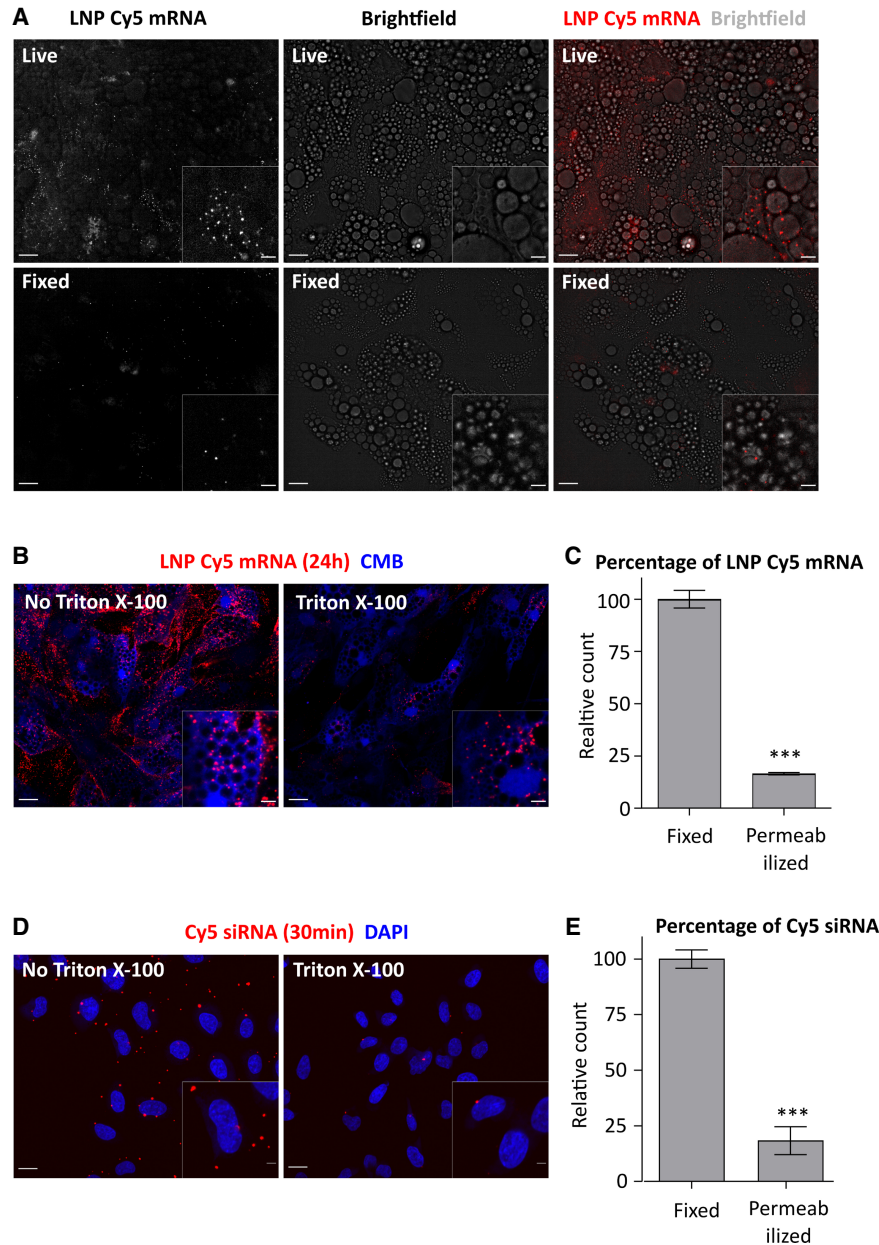 A
LNP Cy5 mRNA
Brightfield
LNP Cy5 mRNA Brightfield
Live
Live
Live
Fixed
Fixed
Fixed
B
LNP Cy5 mRNA (24h) CMB
No Triton X-100
Triton X-100
C
Percentage of LNP Cy5 mRNA
Realtive count
100
75
50
25
0
***
Fixed
Permeab
ilized
D
Cy5 siRNA (30min) DAPI
No Triton X-100
Triton X-100
E
Percentage of Cy5 siRNA
Relative count
100
75
50
25
0
***
Fixed
Permeab
ilized